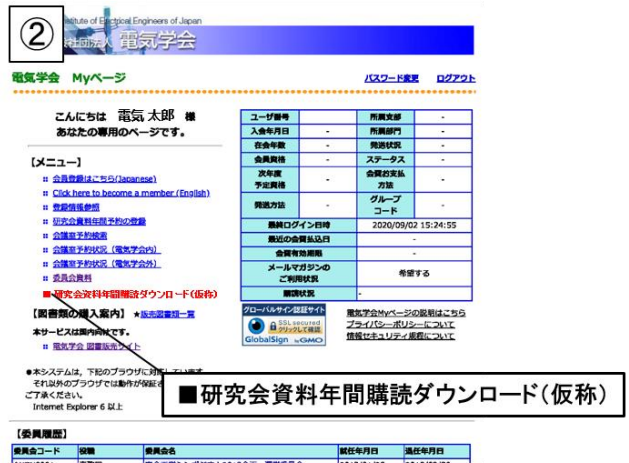 ②
Institute of Electrical Engineers of Japan
電気学会
電気学会 Myページ
パスワード変更 ログアウト
こんにちは 電気 太郎 様
あなたの専用のページです。
【メニュー】
会員登録はこちら(Japanese)
Click here to become a member (English)
登録情報参照
研究会資料年間予約の登録
会議室予約検索
会議室予約状況（電気学会内）
会議室予約状況（電気学会外）
委員会資料
■研究会資料年間購読ダウンロード(仮称)
【図書類の購入案内】 ★販売図書類一覧
本サービスは国内向けです。
電気学会 図書販売サイト
●本システムは、下記のブラウザに対応しています
それ以外のブラウザでは動作が保証さ
ご了承ください。
Internet Explorer 6 以上
ユーザ番号 所属支部 -
入会年月日 - 所属部門 -
在会年数 - 発送状況 -
会員資格 - ステータス -
次年度予定資格 - 会費お支払方法 -
発送方法 - グループコード -
最終ログイン日時 2020/09/02 15:24:55
最近の会費払込日 -
会費有効期限 -
メールマガジンのご利用状況 希望する
購読状況 -
グローバルサイン認証サイト
SSL secured
クリックして確認
GlobalSign by GMO
電気学会Myページの説明はこちら
プライバシーポリシーについて
情報セキュリティ規程について
■研究会資料年間購読ダウンロード(仮称)
【委員履歴】
委員会コード 役職 委員会名 就任年月日 退任年月日